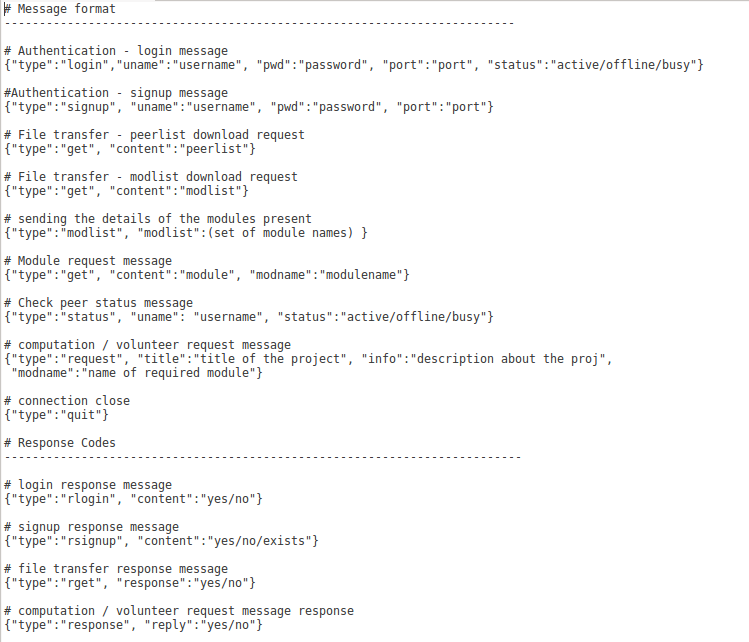 # Message format
-------------------------------------------------------------------------
# Authentication - login message
{"type":"login","uname":"username", "pwd":"password", "port":"port", "status":"active/offline/busy"}
#Authentication - signup message
{"type":"signup", "uname":"username", "pwd":"password", "port":"port"}
# File transfer - peerlist download request
{"type":"get", "content":"peerlist"}
# File transfer - modlist download request
{"type":"get", "content":"modlist"}
# sending the details of the modules present
{"type":"modlist", "modlist":(set of module names) }
# Module request message
{"type":"get", "content":"module", "modname":"modulename"}
# Check peer status message
{"type":"status", "uname": "username", "status":"active/offline/busy"}
# computation / volunteer request message
{"type":"request", "title":"title of the project", "info":"description about the proj",
"modname":"name of required module"}
# connection close
{"type":"quit"}
# Response Codes
--------------------------------------------------------------------------
# login response message
{"type":"rlogin", "content":"yes/no"}
# signup response message
{"type":"rsignup", "content":"yes/no/exists"}
# file transfer response message
{"type":"rget", "response":"yes/no"}
# computation / volunteer request message response
{"type":"response", "reply":"yes/no"}